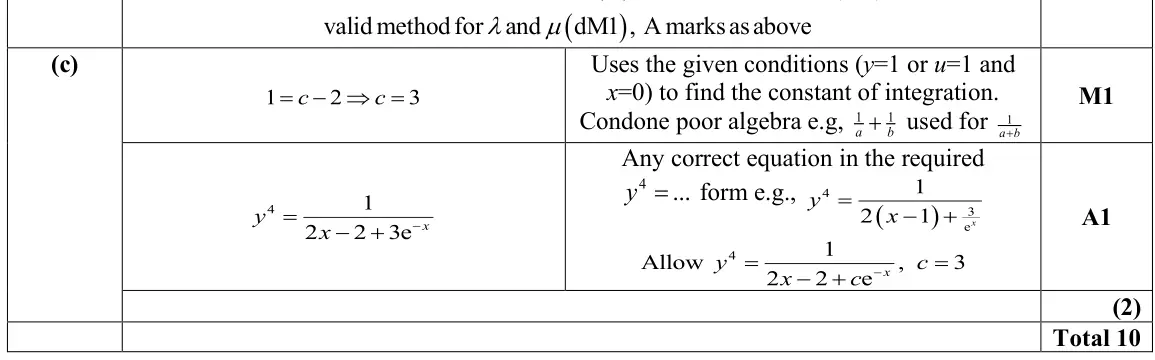 valid method for λ and μ (dM1), A marks as above
(c)
1 = c − 2 ⇒ c = 3
Uses the given conditions (y=1 or u=1 and
x=0) to find the constant of integration.
Condone poor algebra e.g, 1/a + 1/b used for 1/(a+b)
M1
y⁴ = 1/(2x − 2 + 3e⁻ˣ)
Any correct equation in the required
y⁴ = ... form e.g., y⁴ = 1/(2(x − 1) + 3/eˣ)
Allow y⁴ = 1/(2x − 2 + ce⁻ˣ), c = 3
A1
(2)
Total 10